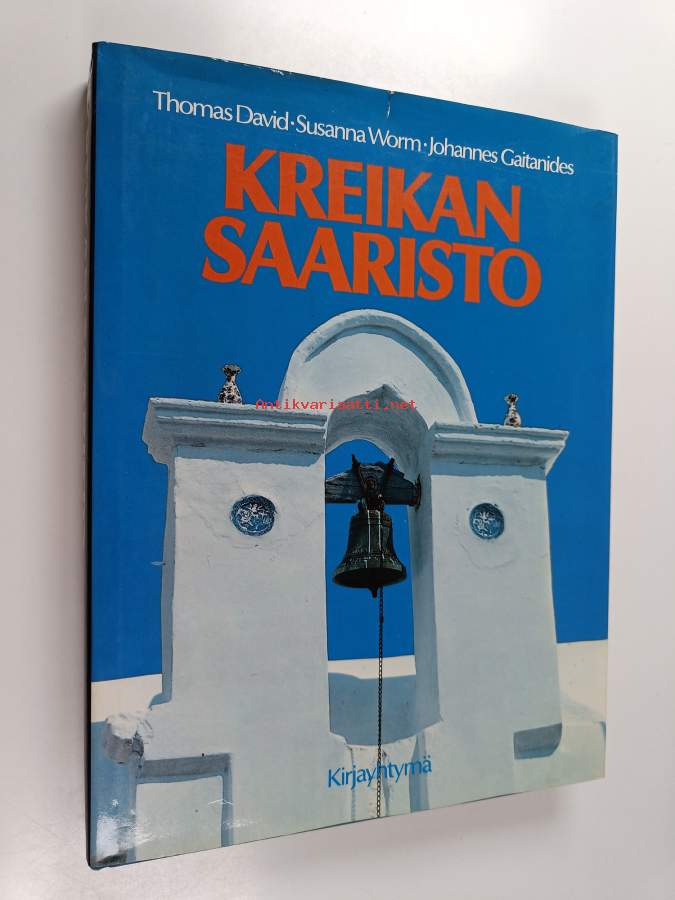 Thomas David · Susanna Worm · Johannes Gaitanides
KREIKAN
SAARISTO
Antikvariaatti.net
Kirjayhtymä